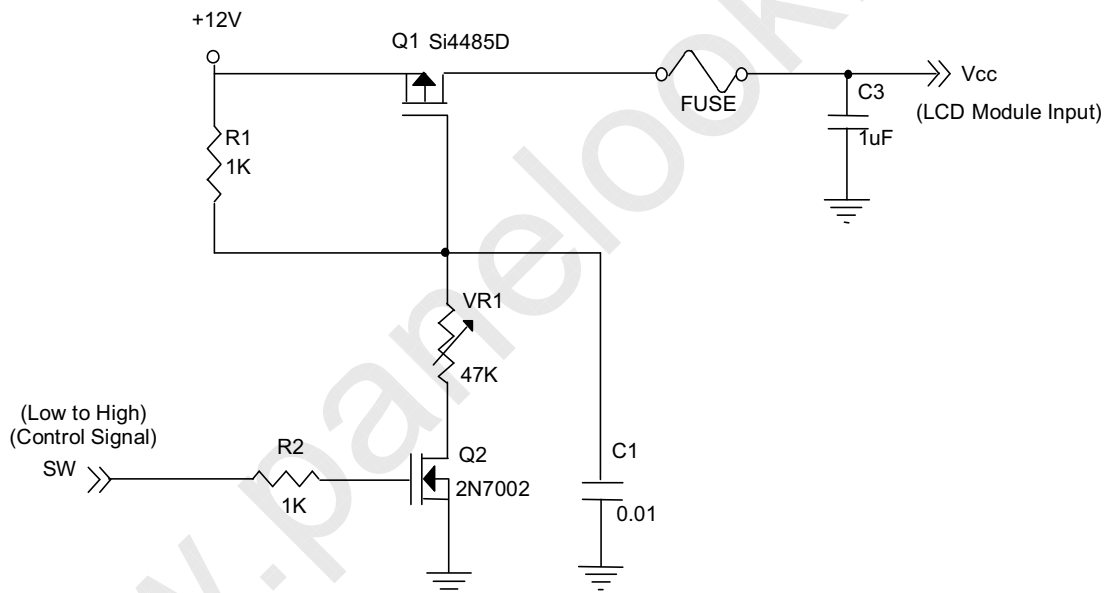 +12V
Q1 Si4485D
Vcc
FUSE
C3
(LCD Module Input)
R1
1uF
1K
VR1
47K
(Low to High)
(Control Signal)
R2
Q2
C1
SW
2N7002
1K
0.01
w.panelook.